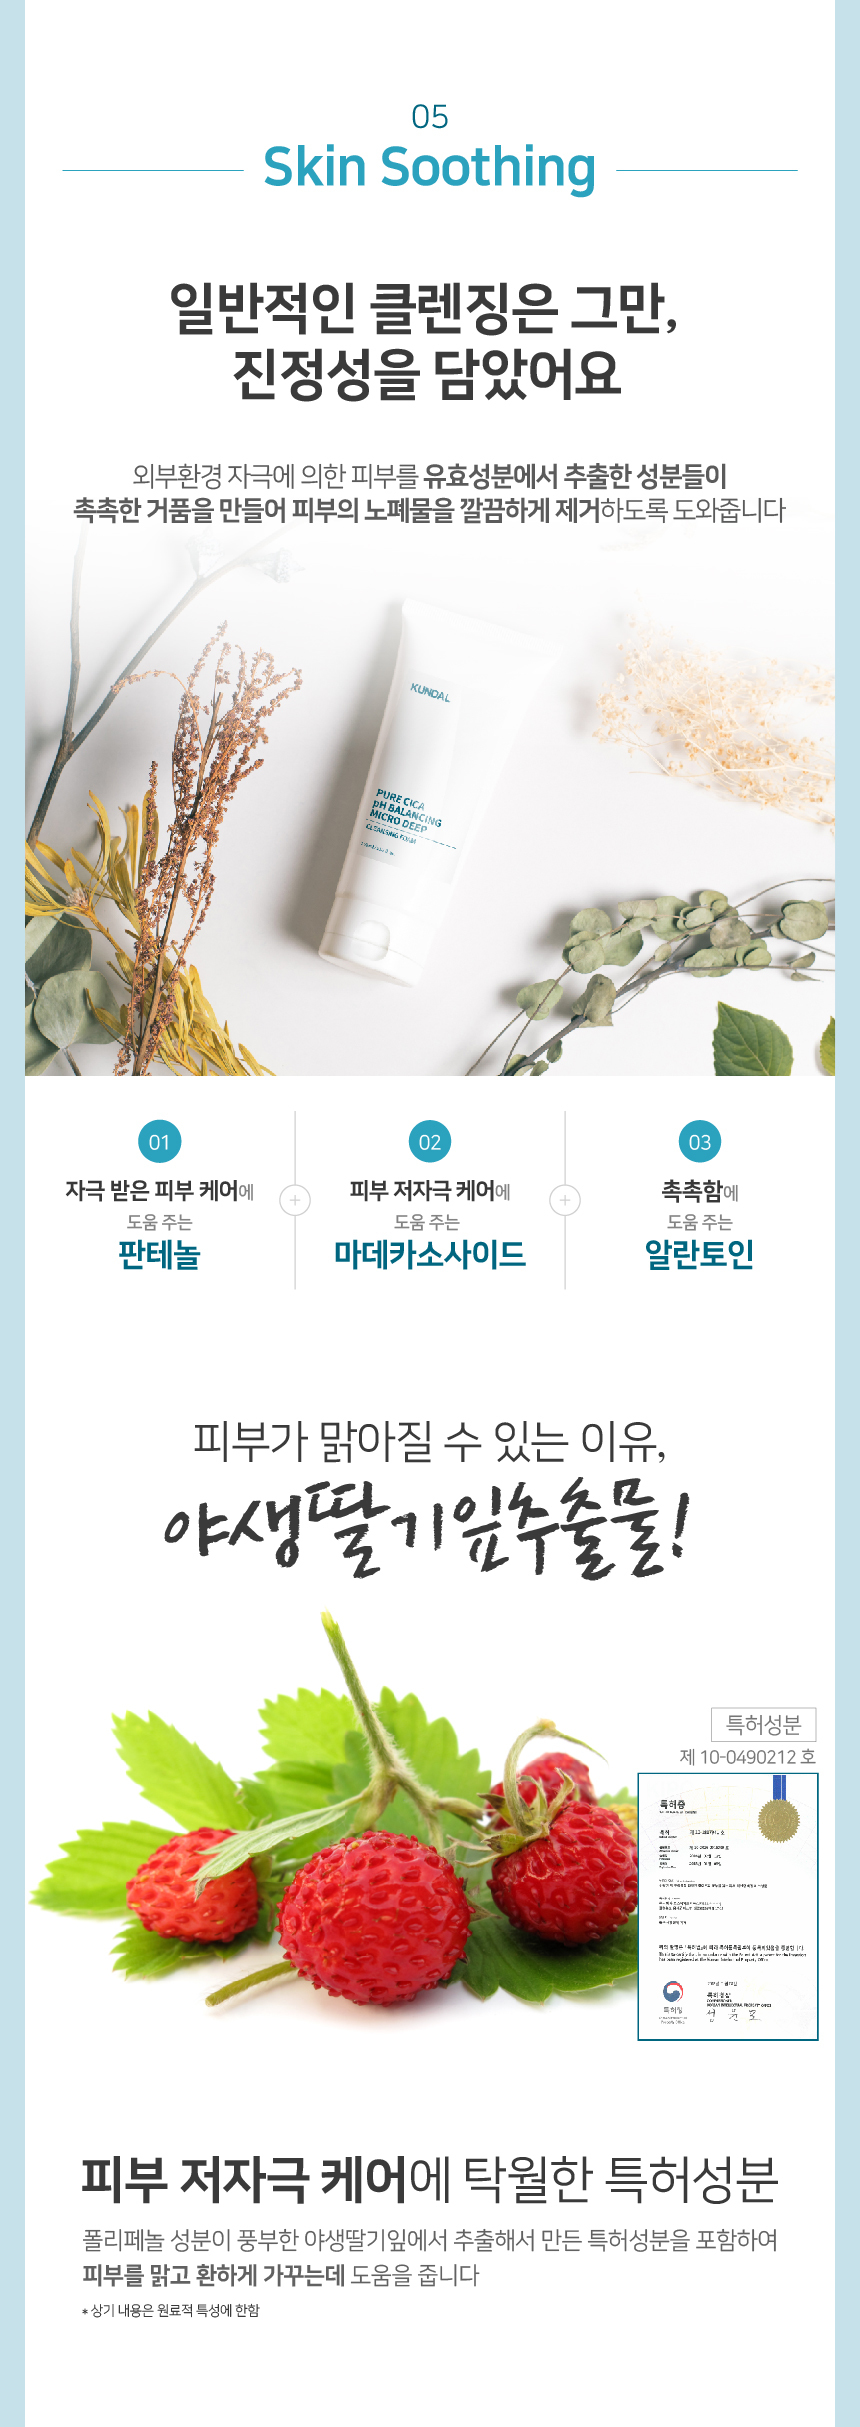 05
Skin Soothing
일반적인 클렌징은 그만,
진정성을 담았어요
외부환경 자극에 의한 피부를 유효성분에서 추출한 성분들이
촉촉한 거품을 만들어 피부의 노폐물을 깔끔하게 제거하도록 도와줍니다
KUNDAL
PURE CICA
pH BALANCING
MICRO DEEP
CLEANSING FOAM
01
자극 받은 피부 케어에
도움 주는
판테놀
02
피부 저자극 케어에
도움 주는
마데카소사이드
03
촉촉함에
도움 주는
알란토인
피부가 맑아질 수 있는 이유,
야생딸기잎추출물!
특허성분
제 10-0490212 호
특허증
특허청장
특허청
피부 저자극 케어에 탁월한 특허성분
폴리페놀 성분이 풍부한 야생딸기잎에서 추출해서 만든 특허성분을 포함하여
피부를 맑고 환하게 가꾸는데 도움을 줍니다
* 상기 내용은 원료적 특성에 한함